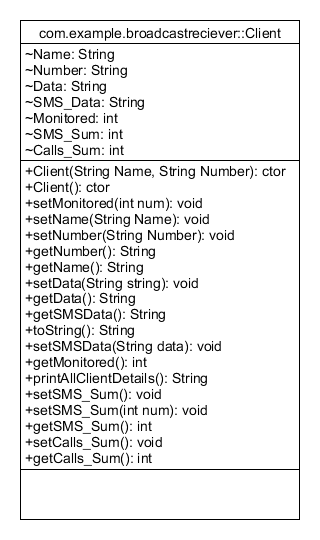 com.example.broadcastreciever::Client
~Name: String
~Number: String
~Data: String
~SMS_Data: String
~Monitored: int
~SMS_Sum: int
~Calls_Sum: int
+Client(String Name, String Number): ctor
+Client(): ctor
+setMonitored(int num): void
+setName(String Name): void
+setNumber(String Number): void
+getNumber(): String
+getName(): String
+setData(String string): void
+getData(): String
+getSMSData(): String
+toString(): String
+setSMSData(String data): void
+getMonitored(): int
+printAllClientDetails(): String
+setSMS_Sum(): void
+setSMS_Sum(int num): void
+getSMS_Sum(): int
+setCalls_Sum(): void
+getCalls_Sum(): int